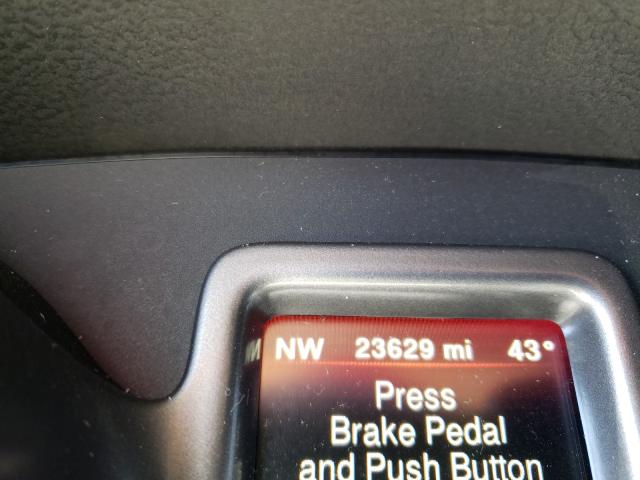 NW 23629 mi 43°
Press
Brake Pedal
and Push Button